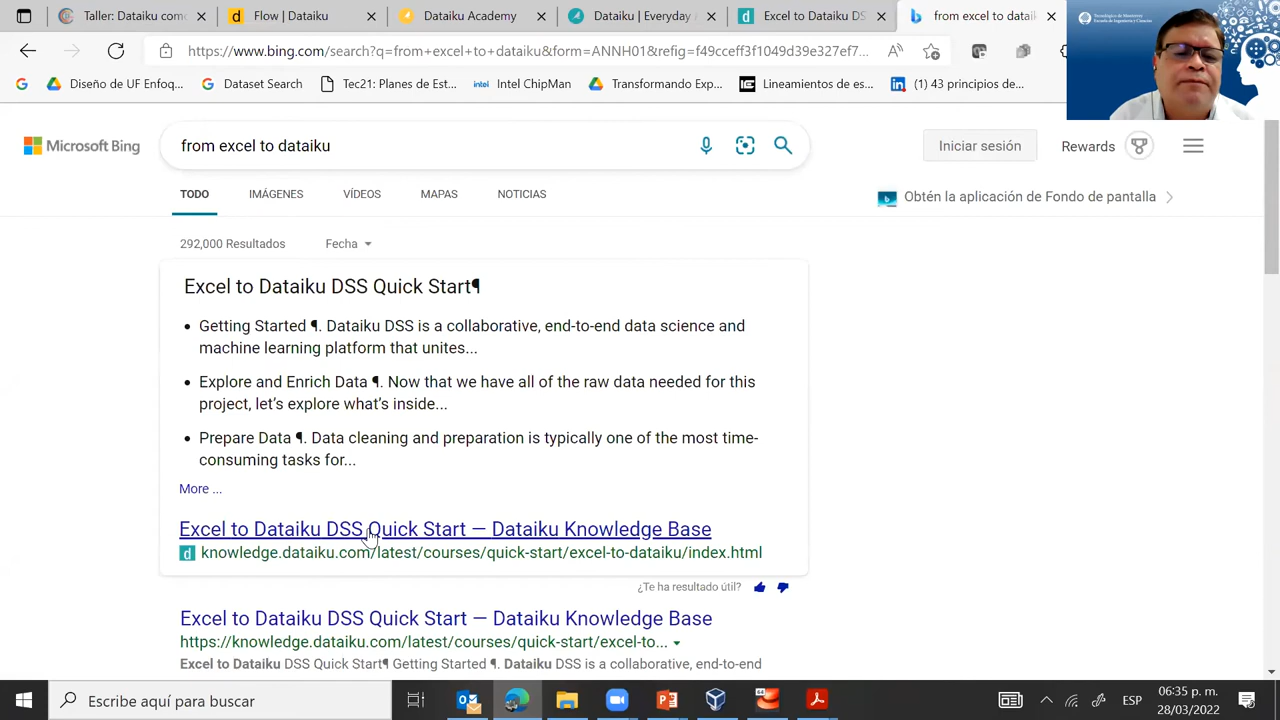 Taller: Dataiku com
Flow | Dataiku
Dataiku Academy
Dataiku | Everyday
Excel to Dataiku DS
from excel to dataik
https://www.bing.com/search?q=from+excel+to+dataiku&form=ANNH01&refig=f49cceff3f1049d39e327ef7...
Diseño de UF Enfoq...
Dataset Search
Tec21: Planes de Est...
intel Intel ChipMan
Transformando Exp...
Lineamientos de es...
(1) 43 principios de...
Tecnológico de Monterrey
Escuela de Ingeniería y Ciencias
Microsoft Bing
from excel to dataiku
Iniciar sesión
Rewards
TODO
IMÁGENES
VÍDEOS
MAPAS
NOTICIAS
Obtén la aplicación de Fondo de pantalla
292,000 Resultados
Fecha
Excel to Dataiku DSS Quick Start¶
Getting Started ¶. Dataiku DSS is a collaborative, end-to-end data science and
machine learning platform that unites...
Explore and Enrich Data ¶. Now that we have all of the raw data needed for this
project, let's explore what's inside...
Prepare Data ¶. Data cleaning and preparation is typically one of the most time-
consuming tasks for...
More ...
Excel to Dataiku DSS Quick Start — Dataiku Knowledge Base
knowledge.dataiku.com/latest/courses/quick-start/excel-to-dataiku/index.html
¿Te ha resultado útil?
Excel to Dataiku DSS Quick Start — Dataiku Knowledge Base
https://knowledge.dataiku.com/latest/courses/quick-start/excel-to...
Excel to Dataiku DSS Quick Start¶ Getting Started ¶. Dataiku DSS is a collaborative, end-to-end
Escribe aquí para buscar
ESP
06:35 p. m.
28/03/2022